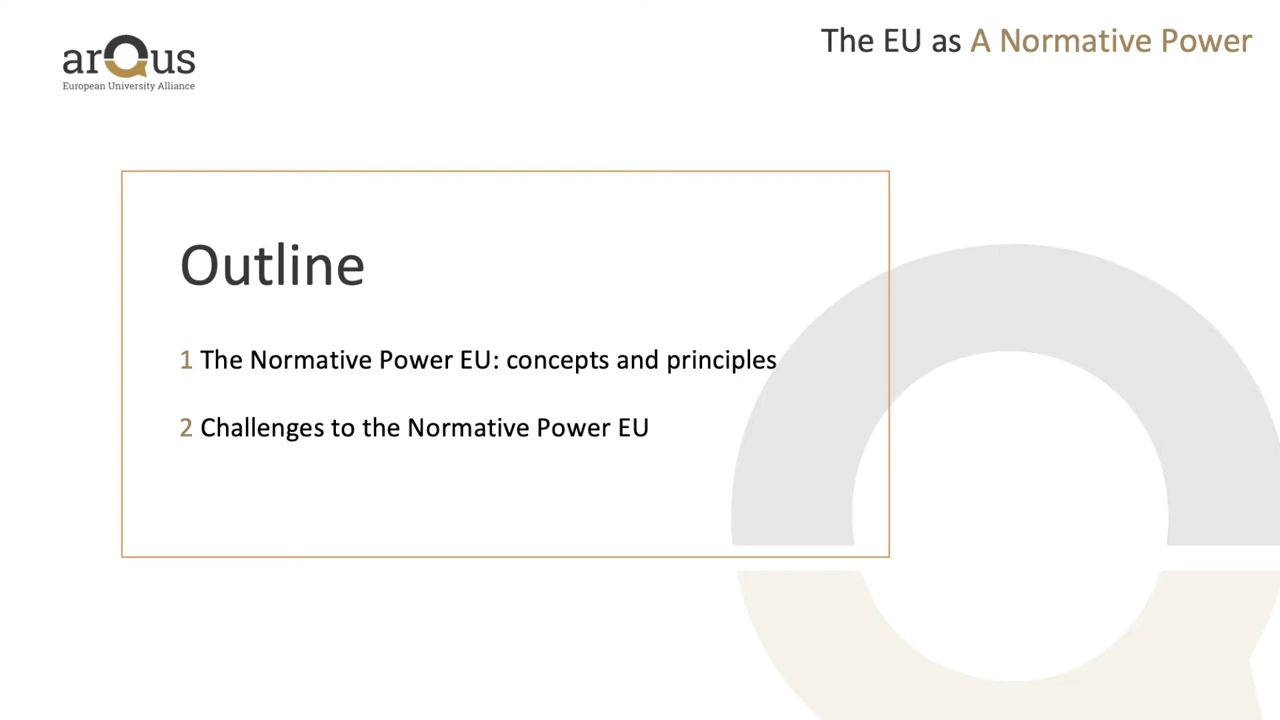 arQus
European University Alliance
The EU as A Normative Power
Outline
1 The Normative Power EU: concepts and principles
2 Challenges to the Normative Power EU